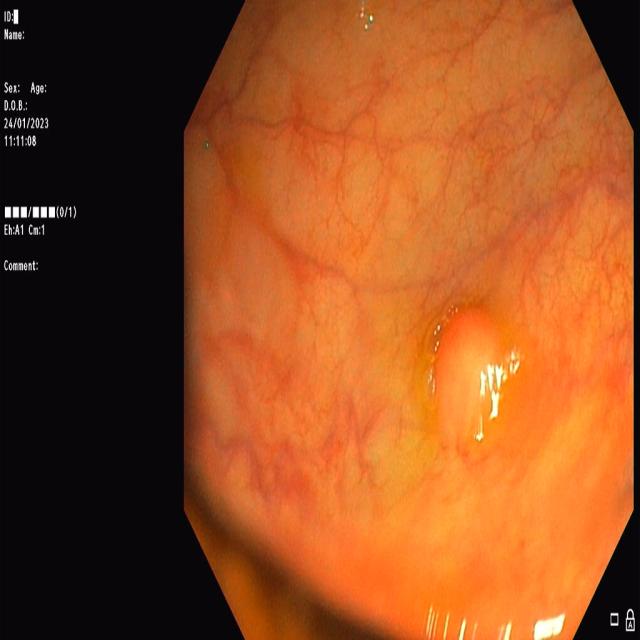 ID:
Name:
Sex: Age:
D.O.B.:
24/01/2023
11:11:08
■■■/■■■(0/1)
Eh:A1 Cm:1
Comment:
A